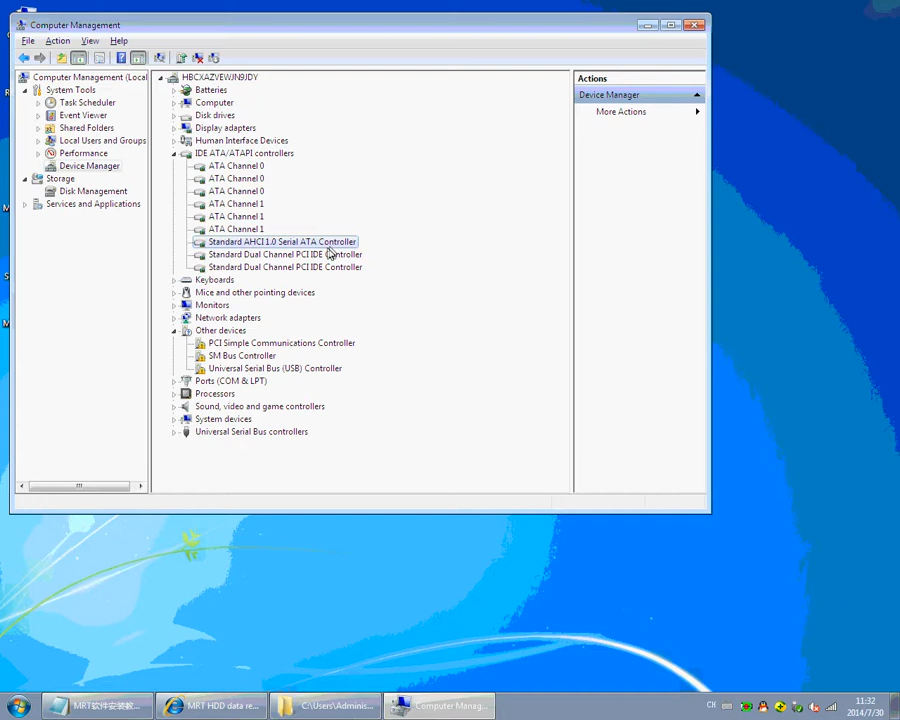 Computer Management
File Action View Help
Computer Management (Local
System Tools
Task Scheduler
Event Viewer
Shared Folders
Local Users and Groups
Performance
Device Manager
Storage
Disk Management
Services and Applications
HBCXAZVEWJN9JDY
Batteries
Computer
Disk drives
Display adapters
Human Interface Devices
IDE ATA/ATAPI controllers
ATA Channel 0
ATA Channel 0
ATA Channel 0
ATA Channel 1
ATA Channel 1
ATA Channel 1
Standard AHCI 1.0 Serial ATA Controller
Standard Dual Channel PCI IDE Controller
Standard Dual Channel PCI IDE Controller
Keyboards
Mice and other pointing devices
Monitors
Network adapters
Other devices
PCI Simple Communications Controller
SM Bus Controller
Universal Serial Bus (USB) Controller
Ports (COM & LPT)
Processors
Sound, video and game controllers
System devices
Universal Serial Bus controllers
Actions
Device Manager
More Actions
MRT软件安装教...
MRT HDD data re...
C:\Users\Adminis...
Computer Manag...
CH
11:32
2014/7/30